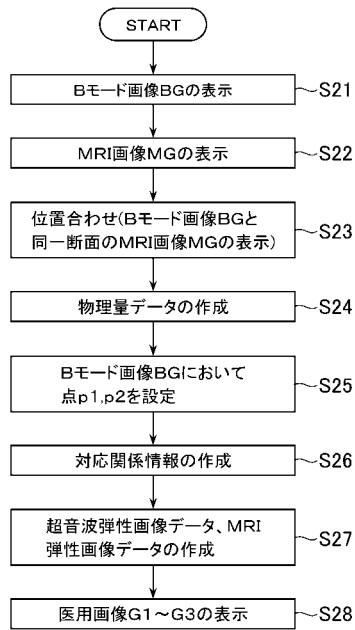 START
Bモード画像BGの表示
S21
MRI画像MGの表示
S22
位置合わせ(Bモード画像BGと
同一断面のMRI画像MGの表示)
S23
物理量データの作成
S24
Bモード画像BGにおいて
点p1,p2を設定
S25
対応関係情報の作成
S26
超音波弾性画像データ、MRI
弾性画像データの作成
S27
医用画像G1～G3の表示
S28